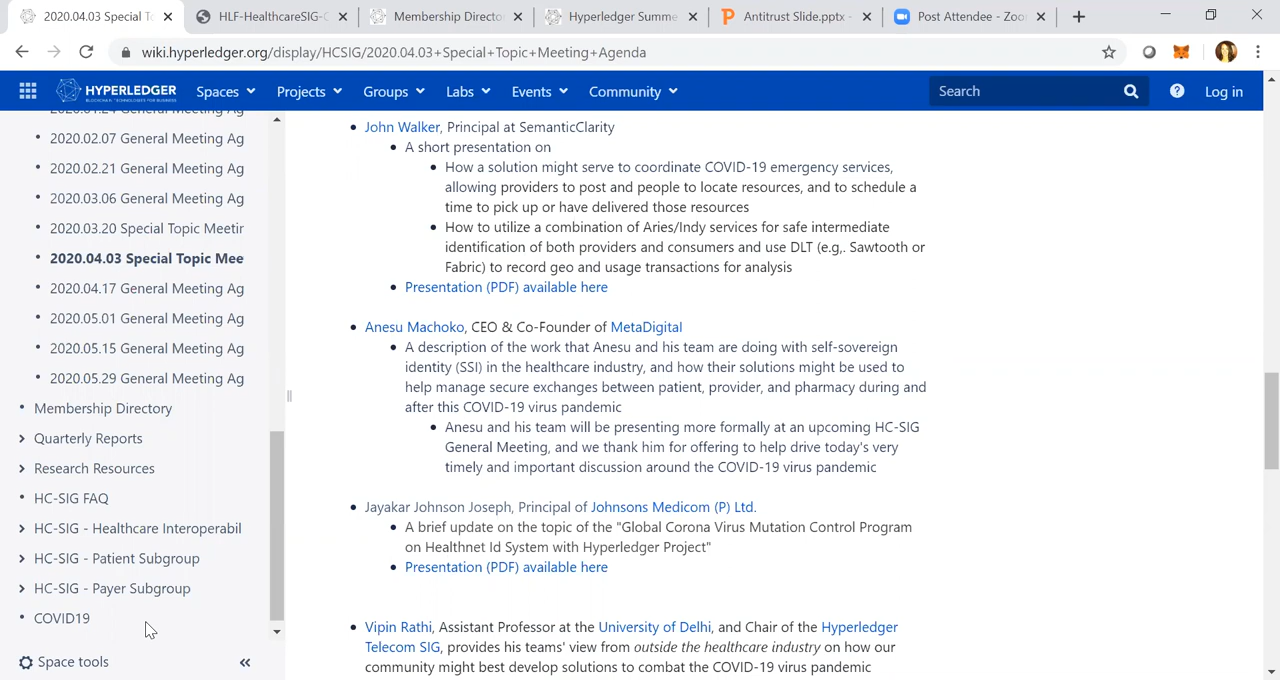 2020.04.03 Special T
HLF-HealthcareSIG-C
Membership Directo
Hyperledger Summe
Antitrust Slide.pptx -
Post Attendee - Zoo
wiki.hyperledger.org/display/HCSIG/2020.04.03+Special+Topic+Meeting+Agenda
HYPERLEDGER
BLOCKCHAIN TECHNOLOGIES FOR BUSINESS
Spaces
Projects
Groups
Labs
Events
Community
Search
Log in
2020.01.24 General Meeting Ag
2020.02.07 General Meeting Ag
2020.02.21 General Meeting Ag
2020.03.06 General Meeting Ag
2020.03.20 Special Topic Meetir
2020.04.03 Special Topic Mee
2020.04.17 General Meeting Ag
2020.05.01 General Meeting Ag
2020.05.15 General Meeting Ag
2020.05.29 General Meeting Ag
Membership Directory
Quarterly Reports
Research Resources
HC-SIG FAQ
HC-SIG - Healthcare Interoperabil
HC-SIG - Patient Subgroup
HC-SIG - Payer Subgroup
COVID19
Space tools
John Walker, Principal at SemanticClarity
A short presentation on
How a solution might serve to coordinate COVID-19 emergency services,
allowing providers to post and people to locate resources, and to schedule a
time to pick up or have delivered those resources
How to utilize a combination of Aries/Indy services for safe intermediate
identification of both providers and consumers and use DLT (e.g,. Sawtooth or
Fabric) to record geo and usage transactions for analysis
Presentation (PDF) available here
Anesu Machoko, CEO & Co-Founder of MetaDigital
A description of the work that Anesu and his team are doing with self-sovereign
identity (SSI) in the healthcare industry, and how their solutions might be used to
help manage secure exchanges between patient, provider, and pharmacy during and
after this COVID-19 virus pandemic
Anesu and his team will be presenting more formally at an upcoming HC-SIG
General Meeting, and we thank him for offering to help drive today's very
timely and important discussion around the COVID-19 virus pandemic
Jayakar Johnson Joseph, Principal of Johnsons Medicom (P) Ltd.
A brief update on the topic of the "Global Corona Virus Mutation Control Program
on Healthnet Id System with Hyperledger Project"
Presentation (PDF) available here
Vipin Rathi, Assistant Professor at the University of Delhi, and Chair of the Hyperledger
Telecom SIG, provides his teams' view from outside the healthcare industry on how our
community might best develop solutions to combat the COVID-19 virus pandemic